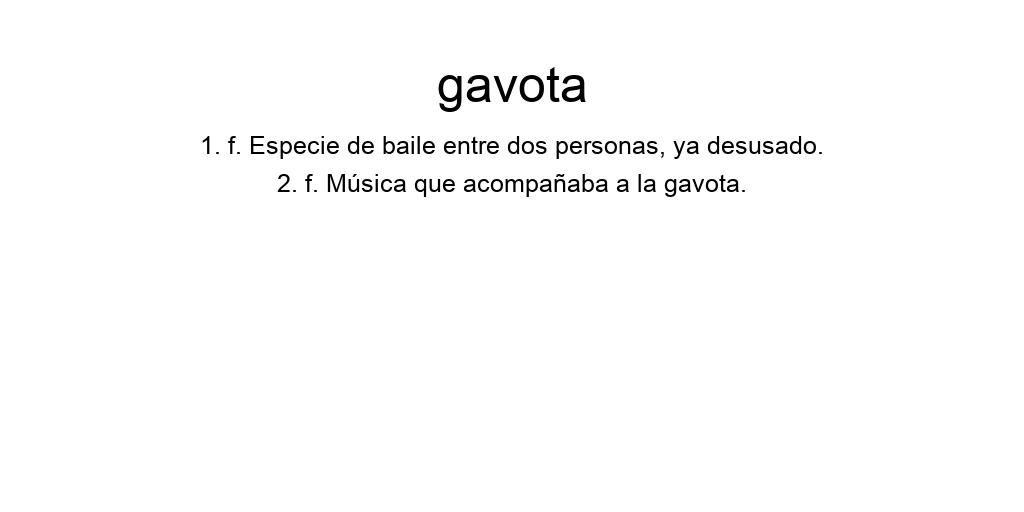 gavota
1. f. Especie de baile entre dos personas, ya desusado.
2. f. Música que acompañaba a la gavota.